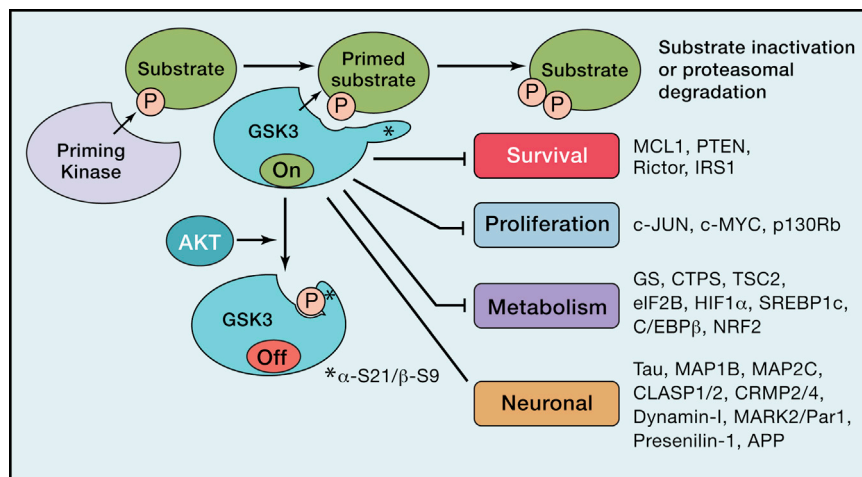 Substrate
P
Primed
substrate
P
Substrate
P
P
Substrate inactivation
or proteasomal
degradation
Priming
Kinase
GSK3
*
On
Survival
MCL1, PTEN,
Rictor, IRS1
Proliferation
c-JUN, c-MYC, p130Rb
AKT
Metabolism
GS, CTPS, TSC2,
eIF2B, HIF1α, SREBP1c,
C/EBPβ, NRF2
GSK3
P
*
Off
*α-S21/β-S9
Neuronal
Tau, MAP1B, MAP2C,
CLASP1/2, CRMP2/4,
Dynamin-I, MARK2/Par1,
Presenilin-1, APP